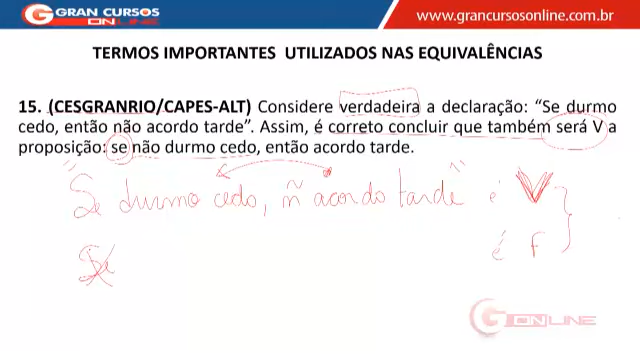 GRAN CURSOS
ONLINE
www.grancursosonline.com.br
TERMOS IMPORTANTES UTILIZADOS NAS EQUIVALÊNCIAS
15. (CESGRANRIO/CAPES-ALT) Considere verdadeira a declaração: “Se durmo
cedo, então não acordo tarde”. Assim, é correto concluir que também será V a
proposição: se não durmo cedo, então acordo tarde.
"Se durmo cedo, ñ acordo tarde" é V
Se é F
GONLINE